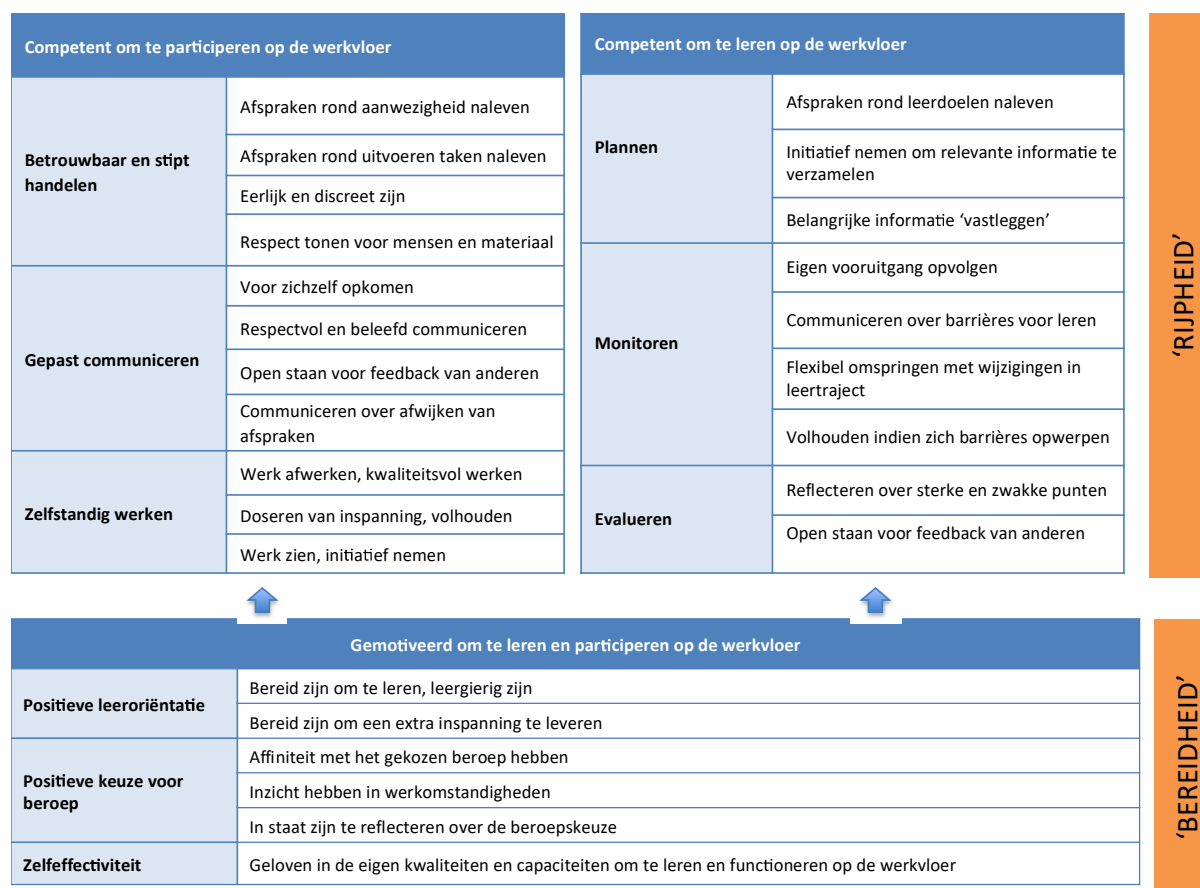 Competent om te participeren op de werkvloer
Betrouwbaar en stipt
handelen
Afspraken rond aanwezigheid naleven
Afspraken rond uitvoeren taken naleven
Eerlijk en discreet zijn
Respect tonen voor mensen en materiaal
Gepast communiceren
Voor zichzelf opkomen
Respectvol en beleefd communiceren
Open staan voor feedback van anderen
Communiceren over afwijken van
afspraken
Zelfstandig werken
Werk afwerken, kwaliteitsvol werken
Doseren van inspanning, volhouden
Werk zien, initiatief nemen
Competent om te leren op de werkvloer
Plannen
Afspraken rond leerdoelen naleven
Initiatief nemen om relevante informatie te
verzamelen
Belangrijke informatie ‘vastleggen’
Monitoren
Eigen vooruitgang opvolgen
Communiceren over barrières voor leren
Flexibel omspringen met wijzigingen in
leertraject
Volhouden indien zich barrières opwerpen
Evalueren
Reflecteren over sterke en zwakke punten
Open staan voor feedback van anderen
‘RIJPHEID’
Gemotiveerd om te leren en participeren op de werkvloer
Positieve leeroriëntatie
Bereid zijn om te leren, leergierig zijn
Bereid zijn om een extra inspanning te leveren
Positieve keuze voor
beroep
Affiniteit met het gekozen beroep hebben
Inzicht hebben in werkomstandigheden
In staat zijn te reflecteren over de beroepskeuze
Zelfeffectiviteit
Geloven in de eigen kwaliteiten en capaciteiten om te leren en functioneren op de werkvloer
‘BEREIDHEID’